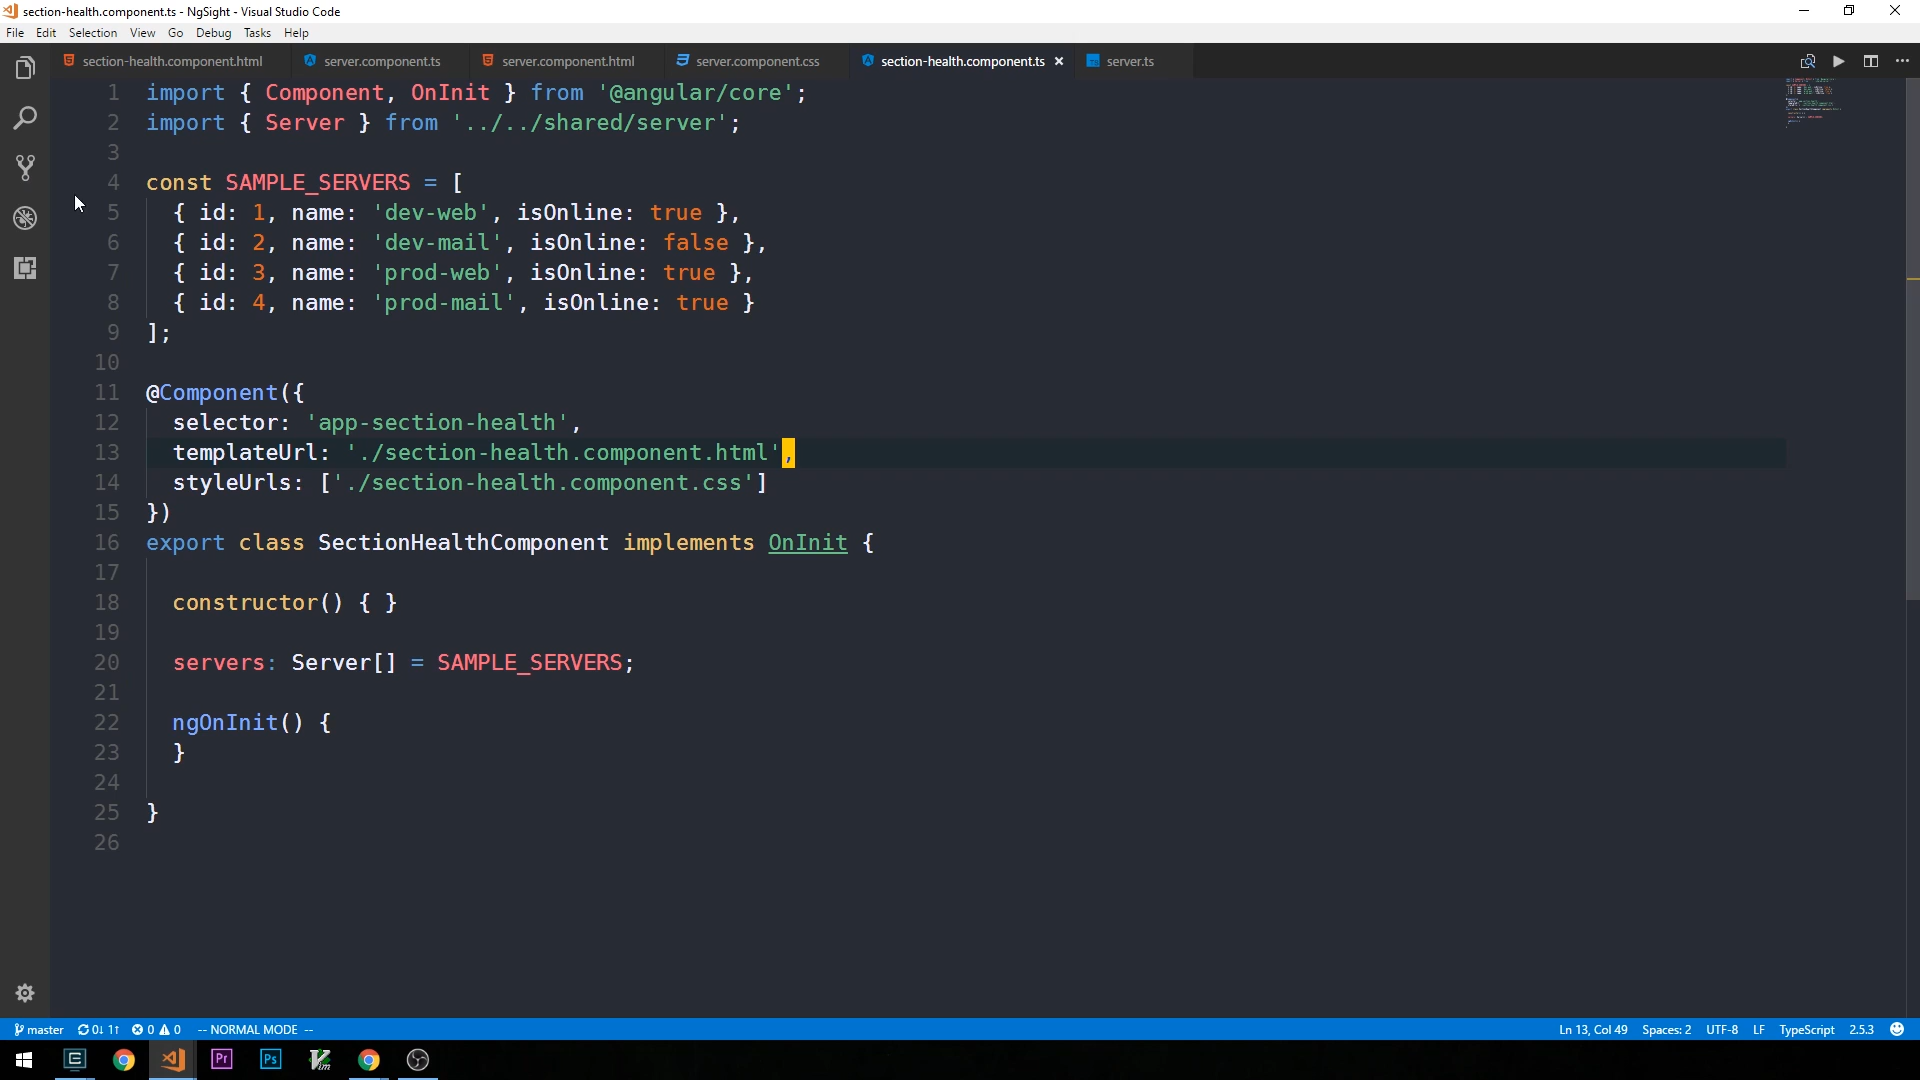 section-health.component.ts - NgSight - Visual Studio Code
File Edit Selection View Go Debug Tasks Help
section-health.component.html server.component.ts server.component.html server.component.css section-health.component.ts server.ts
1 import { Component, OnInit } from '@angular/core';
2 import { Server } from '../../shared/server';
3
4 const SAMPLE_SERVERS = [
5 { id: 1, name: 'dev-web', isOnline: true },
6 { id: 2, name: 'dev-mail', isOnline: false },
7 { id: 3, name: 'prod-web', isOnline: true },
8 { id: 4, name: 'prod-mail', isOnline: true }
9 ];
10
11 @Component({
12 selector: 'app-section-health',
13 templateUrl: './section-health.component.html',
14 styleUrls: ['./section-health.component.css']
15 })
16 export class SectionHealthComponent implements OnInit {
17
18 constructor() { }
19
20 servers: Server[] = SAMPLE_SERVERS;
21
22 ngOnInit() {
23 }
24
25 }
26
master 0↓ 1↑ 0 0 -- NORMAL MODE -- Ln 13, Col 49 Spaces: 2 UTF-8 LF TypeScript 2.5.3
Pr Ps Vim